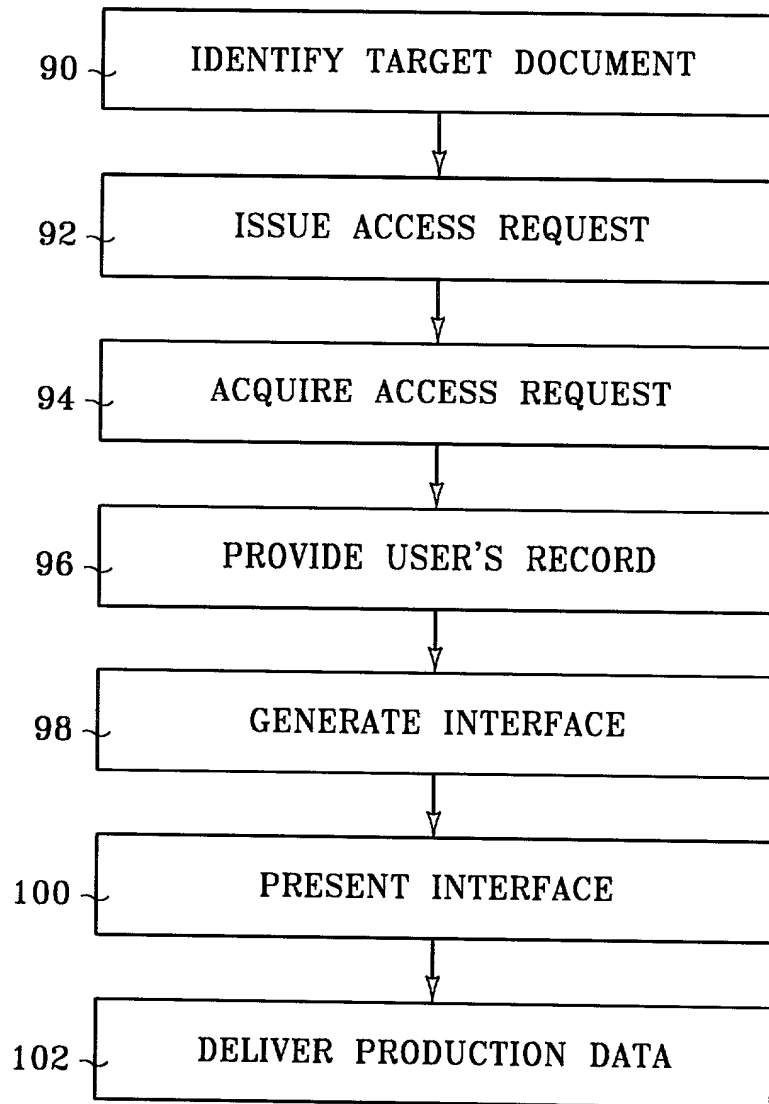 90 IDENTIFY TARGET DOCUMENT
92 ISSUE ACCESS REQUEST
94 ACQUIRE ACCESS REQUEST
96 PROVIDE USER'S RECORD
98 GENERATE INTERFACE
100 PRESENT INTERFACE
102 DELIVER PRODUCTION DATA